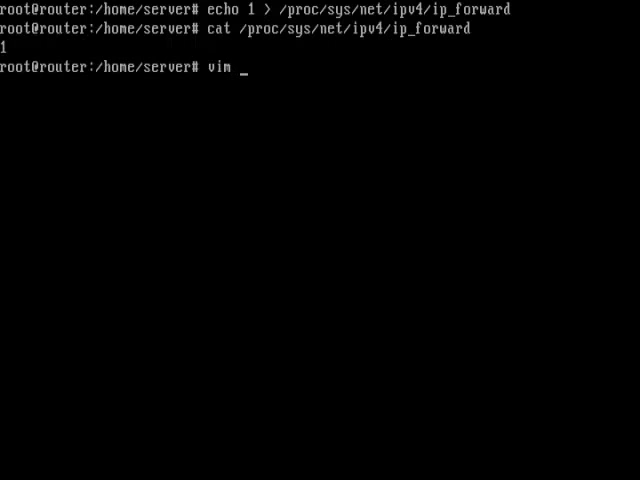 root@router:/home/server# echo 1 > /proc/sys/net/ipv4/ip_forward
root@router:/home/server# cat /proc/sys/net/ipv4/ip_forward
1
root@router:/home/server# vim _